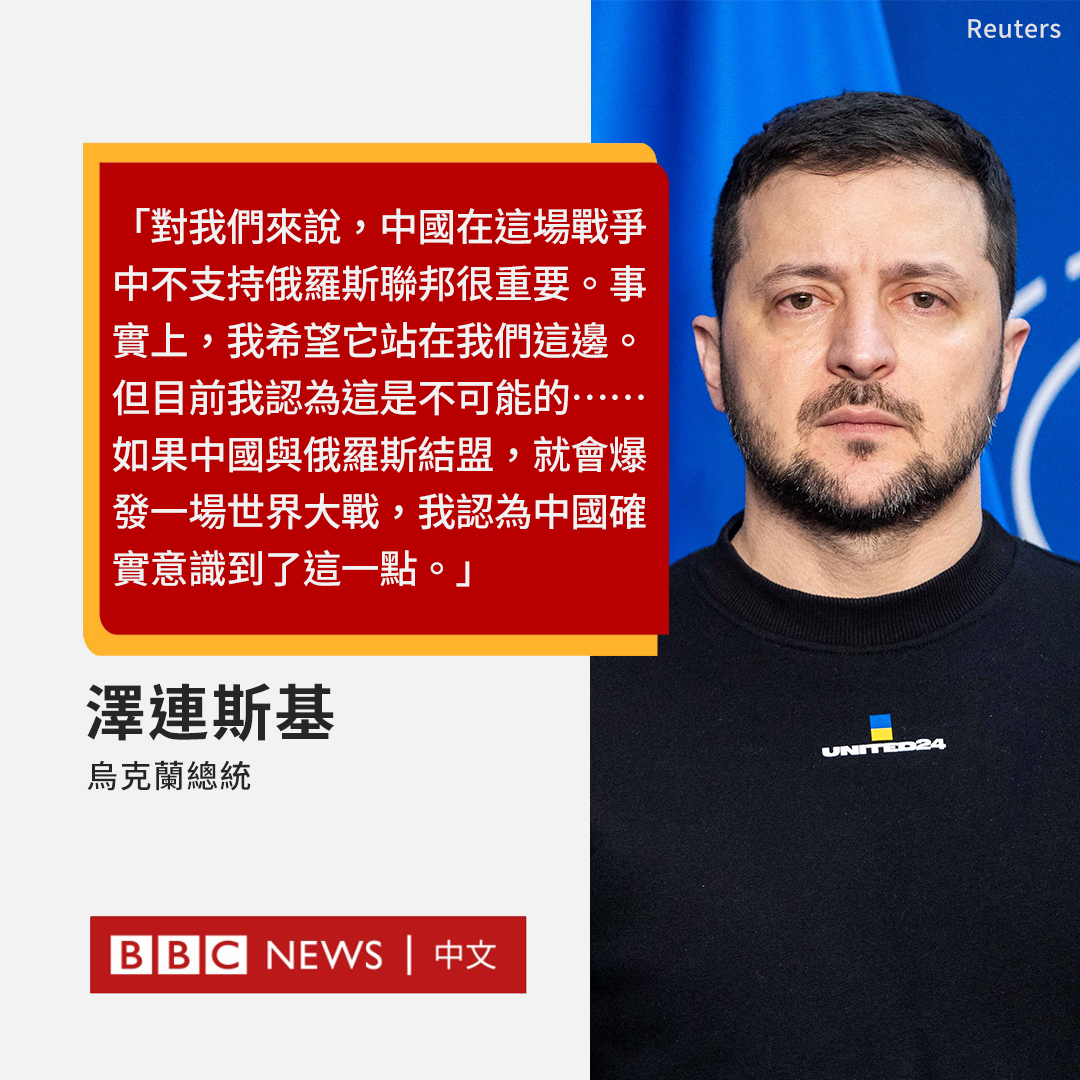 Reuters
「對我們來說，中國在這場戰爭
中不支持俄羅斯聯邦很重要。事
實上，我希望它站在我們這邊。
但目前我認為這是不可能的⋯⋯
如果中國與俄羅斯結盟，就會爆
發一場世界大戰，我認為中國確
實意識到了這一點。」
澤連斯基
烏克蘭總統
UNITED24
BBC NEWS | 中文